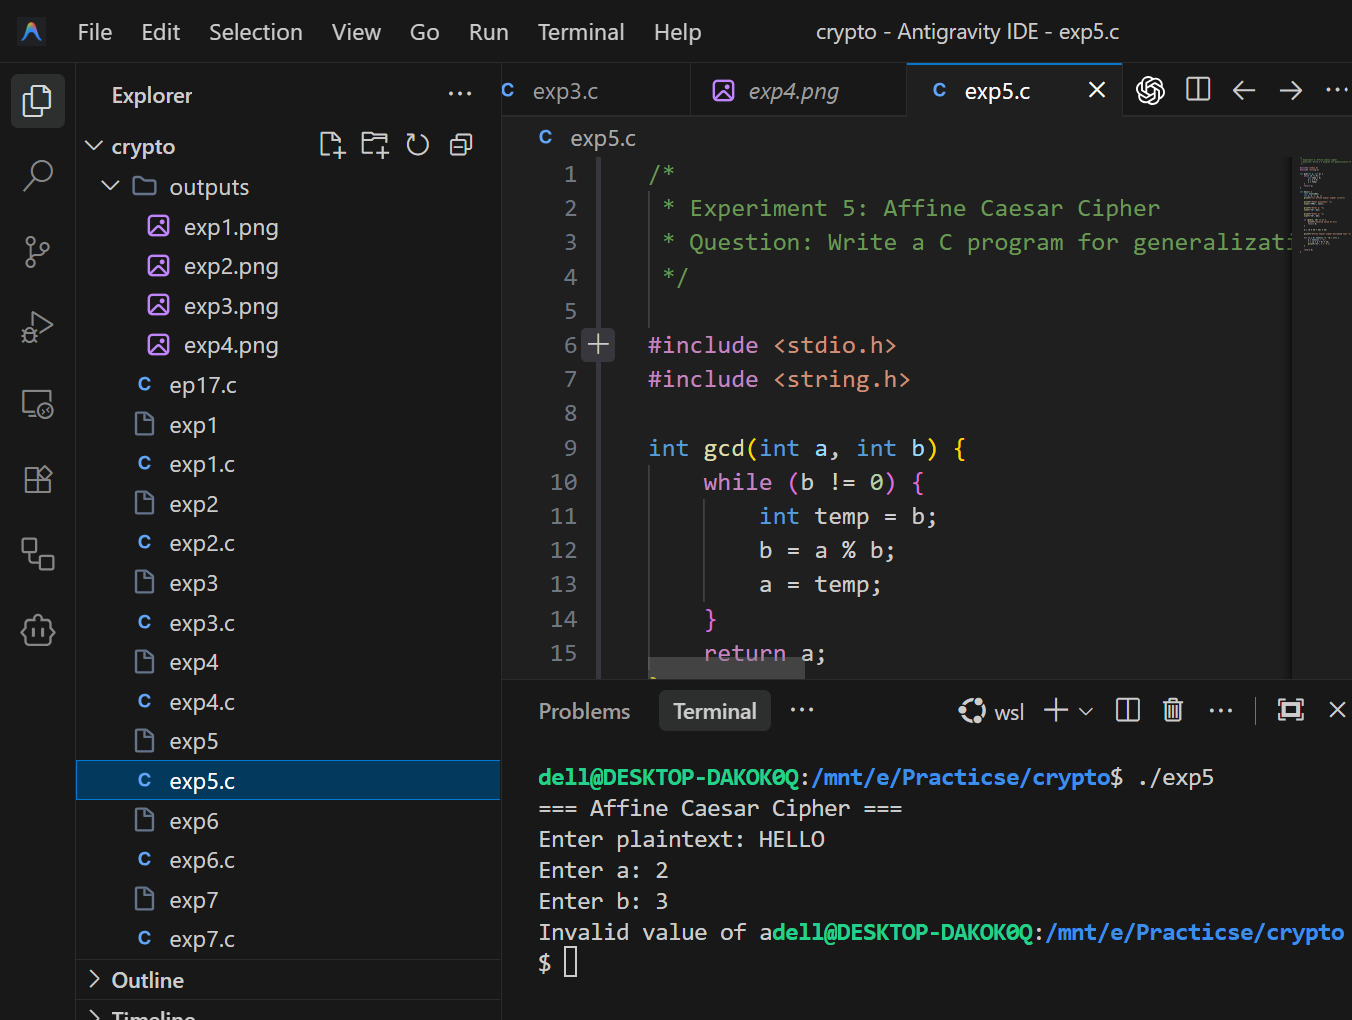 File Edit Selection View Go Run Terminal Help crypto - Antigravity IDE - exp5.c
Explorer
crypto
outputs
exp1.png
exp2.png
exp3.png
exp4.png
C ep17.c
exp1
C exp1.c
exp2
C exp2.c
exp3
C exp3.c
exp4
C exp4.c
exp5
C exp5.c
exp6
C exp6.c
exp7
C exp7.c
Outline
Timeline
C exp3.c exp4.png C exp5.c
C exp5.c
1 /*
2 * Experiment 5: Affine Caesar Cipher
3 * Question: Write a C program for generalizati
4 */
5
6 #include <stdio.h>
7 #include <string.h>
8
9 int gcd(int a, int b) {
10 while (b != 0) {
11 int temp = b;
12 b = a % b;
13 a = temp;
14 }
15 return a;
Problems Terminal wsl
dell@DESKTOP-DAKOK0Q:/mnt/e/Practicse/crypto$ ./exp5
=== Affine Caesar Cipher ===
Enter plaintext: HELLO
Enter a: 2
Enter b: 3
Invalid value of adell@DESKTOP-DAKOK0Q:/mnt/e/Practicse/crypto
$